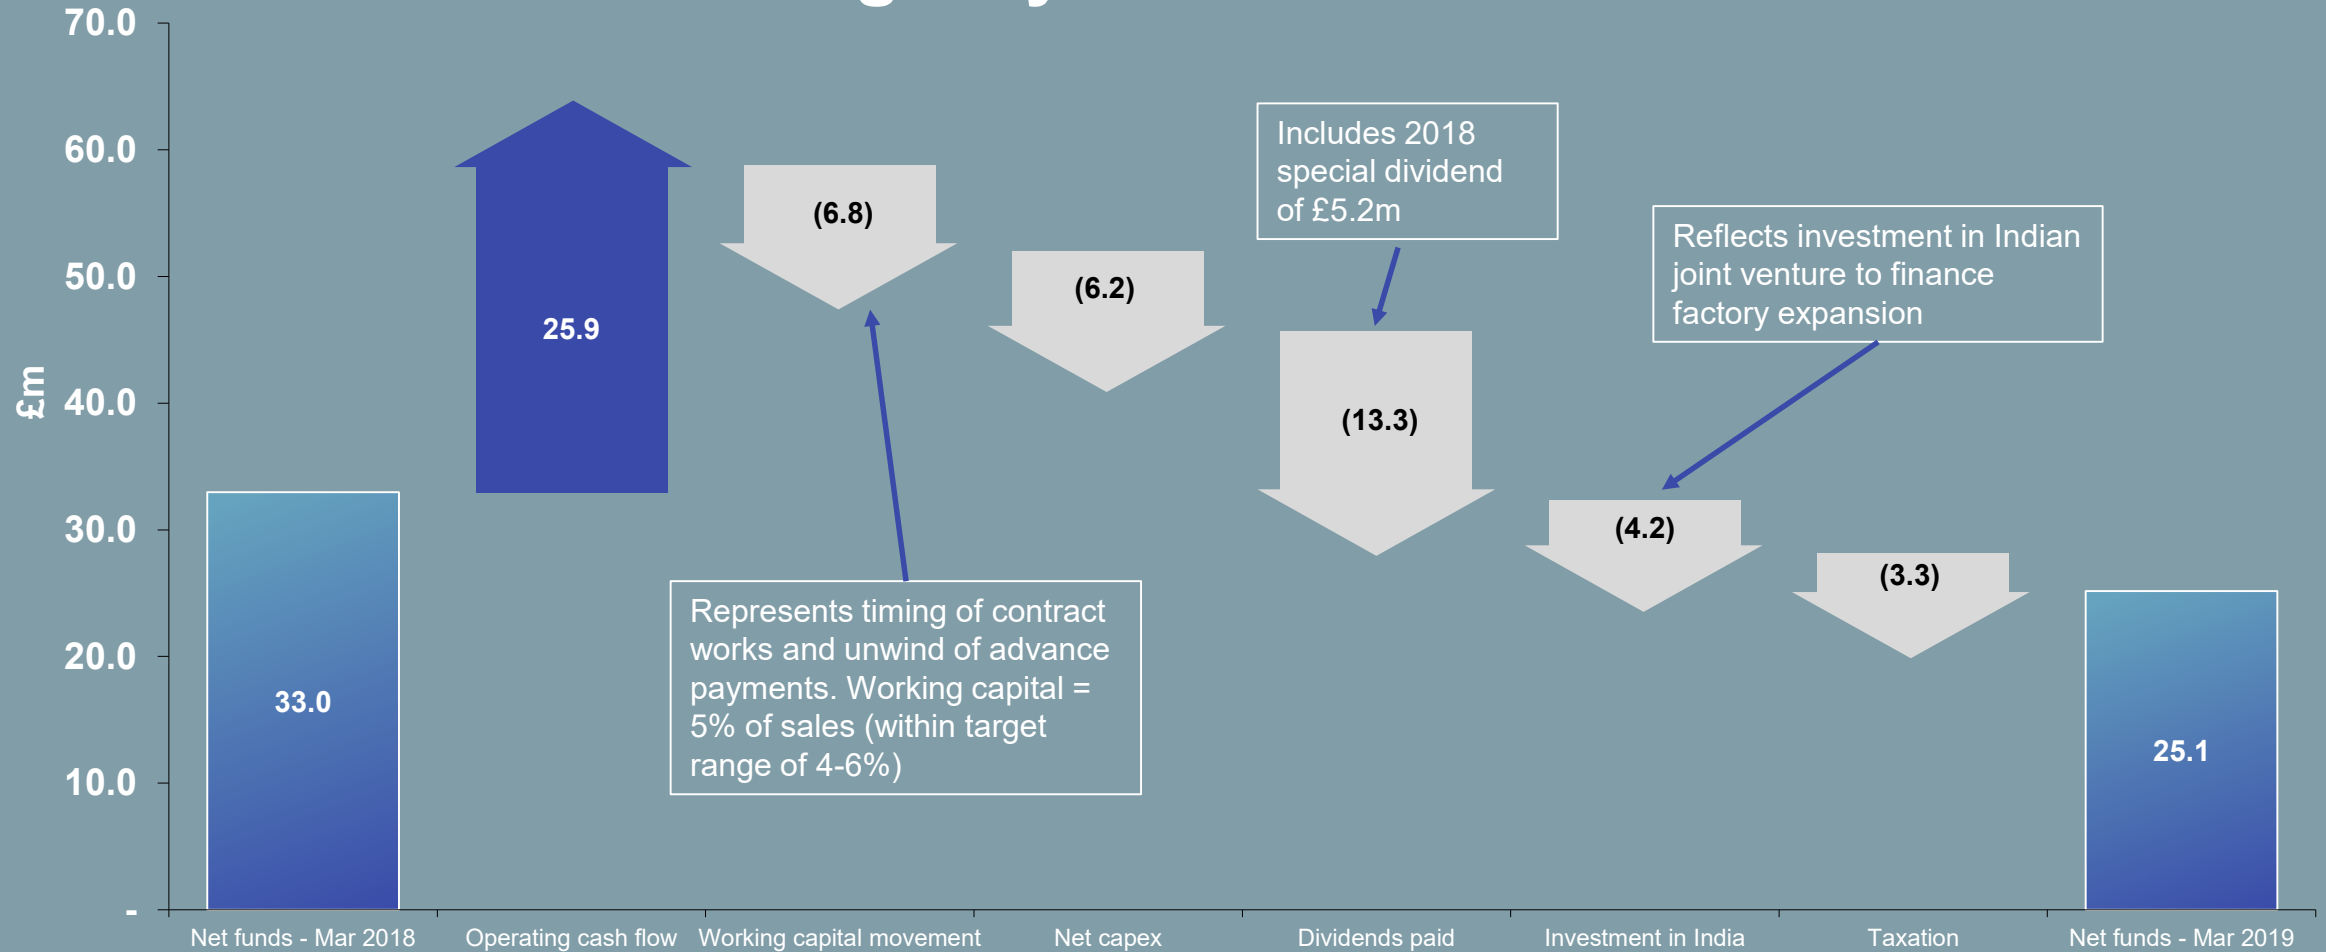 70.0
60.0
50.0
40.0
30.0
20.0
10.0
-
£m
33.0
25.9
(6.8)
(6.2)
(13.3)
(4.2)
(3.3)
25.1
Includes 2018
special dividend
of £5.2m
Reflects investment in Indian
joint venture to finance
factory expansion
Represents timing of contract
works and unwind of advance
payments. Working capital =
5% of sales (within target
range of 4-6%)
Net funds - Mar 2018
Operating cash flow
Working capital movement
Net capex
Dividends paid
Investment in India
Taxation
Net funds - Mar 2019